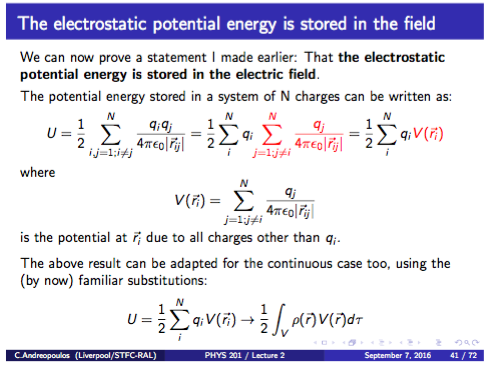 The electrostatic potential energy is stored in the field
We can now prove a statement I made earlier: That the electrostatic
potential energy is stored in the electric field.
The potential energy stored in a system of N charges can be written as:
U = \frac{1}{2} \sum_{i,j=1;i\neq j}^{N} \frac{q_i q_j}{4\pi\epsilon_0|\vec{r}_{ij}|} = \frac{1}{2} \sum_{i}^{N} q_i \sum_{j=1;j\neq i}^{N} \frac{q_j}{4\pi\epsilon_0|\vec{r}_{ij}|} = \frac{1}{2} \sum_{i}^{N} q_i V(\vec{r}_i)
where
V(\vec{r}_i) = \sum_{j=1;j\neq i}^{N} \frac{q_j}{4\pi\epsilon_0|\vec{r}_{ij}|}
is the potential at \vec{r}_i due to all charges other than q_i.
The above result can be adapted for the continuous case too, using the
(by now) familiar substitutions:
U = \frac{1}{2} \sum_{i}^{N} q_i V(\vec{r}_i) \rightarrow \frac{1}{2} \int_V \rho(\vec{r}) V(\vec{r}) d\tau
C.Andreopoulos (Liverpool/STFC-RAL) PHYS 201 / Lecture 2 September 7, 2016 41 / 72